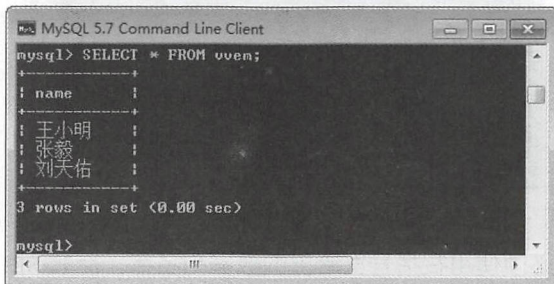 MySQL 5.7 Command Line Client
mysql> SELECT * FROM vvem;
name
王小明
张毅
刘天佑
3 rows in set (0.00 sec)
mysql>